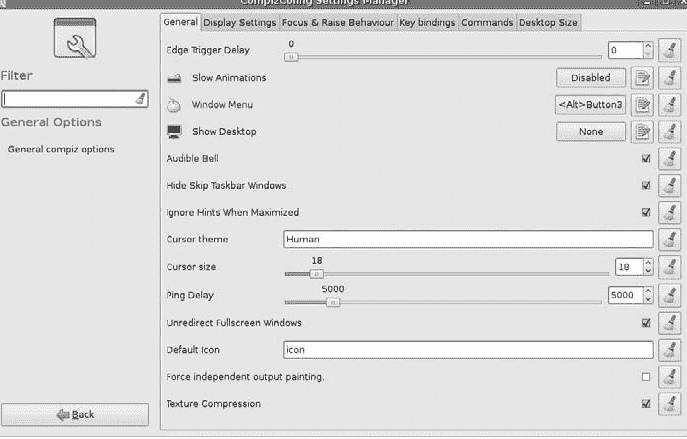 CompizConfig Settings Manager
General Display Settings Focus & Raise Behaviour Key bindings Commands Desktop Size
Filter
General Options
General compiz options
Back
Edge Trigger Delay 0 0
Slow Animations Disabled
Window Menu <Alt>Button3
Show Desktop None
Audible Bell
Hide Skip Taskbar Windows
Ignore Hints When Maximized
Cursor theme Human
Cursor size 18 18
Ping Delay 5000 5000
Unredirect Fullscreen Windows
Default Icon icon
Force independent output painting.
Texture Compression